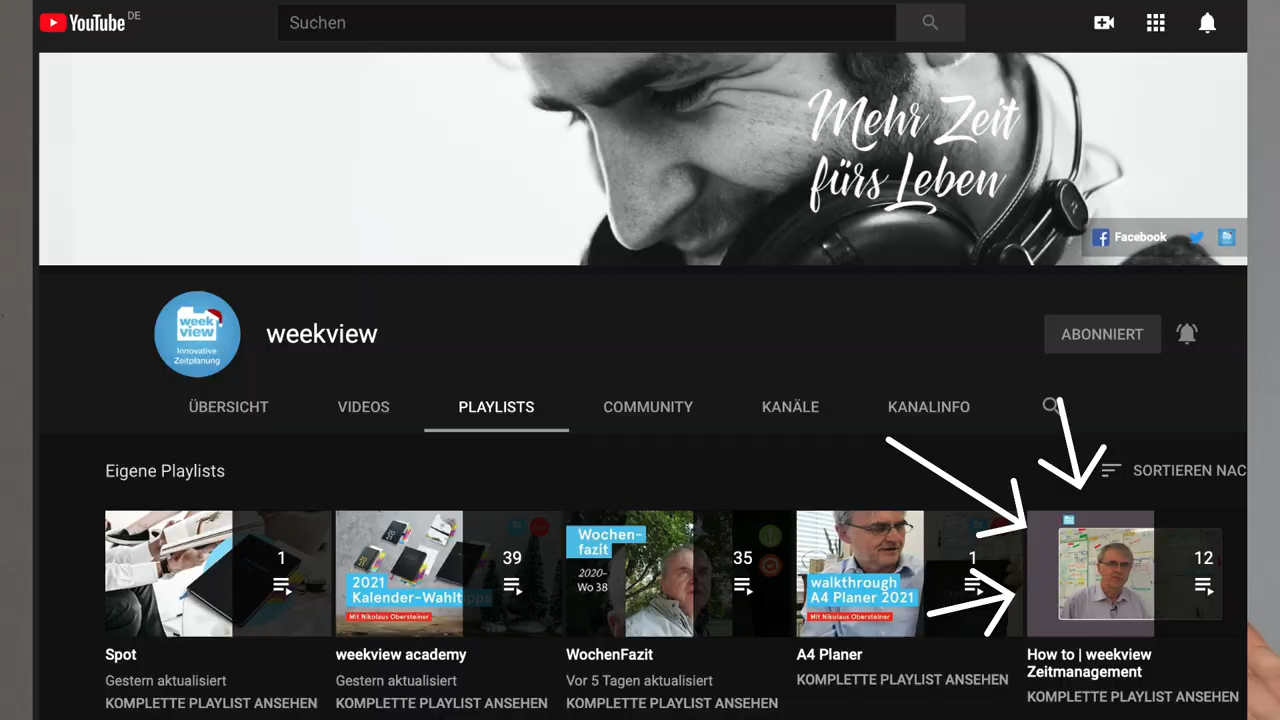 YouTube DE
Suchen
Mehr Zeit
fürs Leben
Facebook
week
view
Innovative
Zeitplanung
weekview
ABONNIERT
ÜBERSICHT
VIDEOS
PLAYLISTS
COMMUNITY
KANÄLE
KANALINFO
Eigene Playlists
SORTIEREN NAC
1
39
35
1
12
2021
Kalender-Wahltipps
Mit Nikolaus Obersteiner
Wochen-
fazit
2020-
Wo 38
walkthrough
A4 Planer 2021
Mit Nikolaus Obersteiner
Spot
Gestern aktualisiert
KOMPLETTE PLAYLIST ANSEHEN
weekview academy
Gestern aktualisiert
KOMPLETTE PLAYLIST ANSEHEN
WochenFazit
Vor 5 Tagen aktualisiert
KOMPLETTE PLAYLIST ANSEHEN
A4 Planer
KOMPLETTE PLAYLIST ANSEHEN
How to | weekview
Zeitmanagement
KOMPLETTE PLAYLIST ANSEHEN